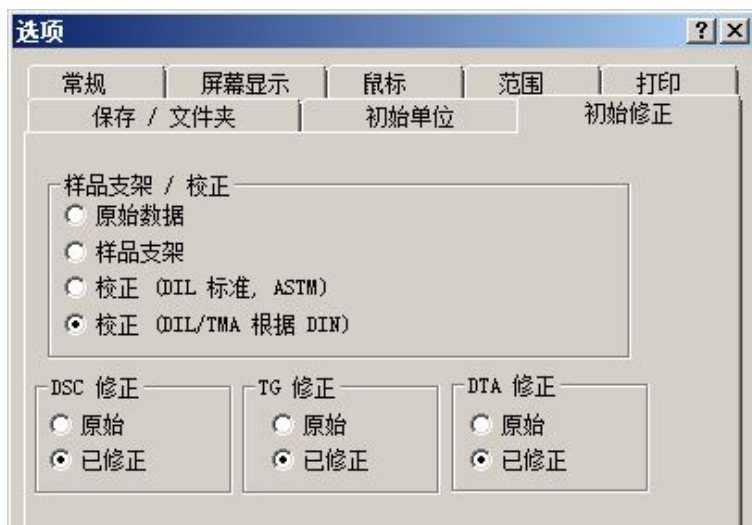 选项
常规 屏幕显示 鼠标 范围 打印
保存 / 文件夹 初始单位 初始修正
样品支架 / 校正
原始数据
样品支架
校正 (DIL 标准, ASTM)
校正 (DIL/TMA 根据 DIN)
DSC 修正 TG 修正 DTA 修正
原始 原始 原始
已修正 已修正 已修正